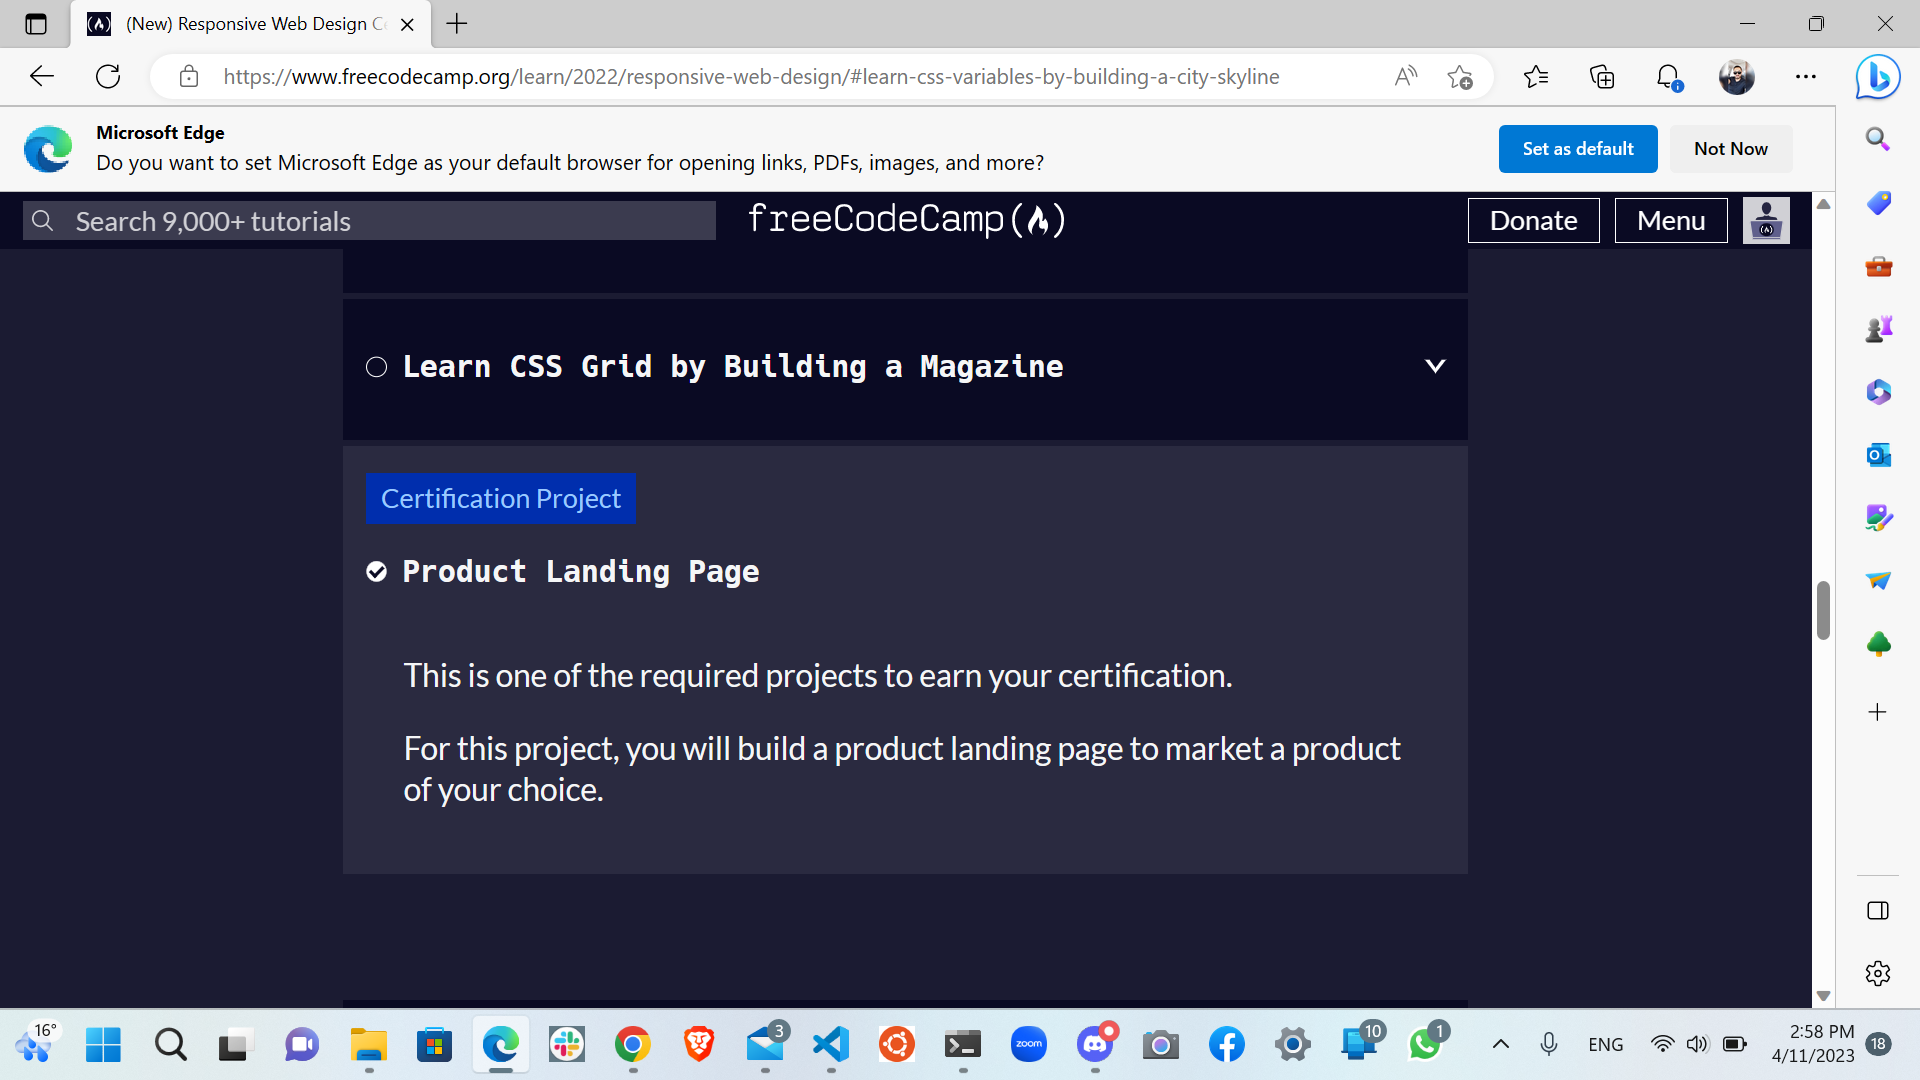 (New) Responsive Web Design C
https://www.freecodecamp.org/learn/2022/responsive-web-design/#learn-css-variables-by-building-a-city-skyline
Microsoft Edge
Do you want to set Microsoft Edge as your default browser for opening links, PDFs, images, and more?
Set as default
Not Now
Search 9,000+ tutorials
freeCodeCamp
Donate
Menu
Learn CSS Grid by Building a Magazine
Certification Project
Product Landing Page
This is one of the required projects to earn your certification.
For this project, you will build a product landing page to market a product
of your choice.
16°
3
zoom
10
1
ENG
2:58 PM
4/11/2023
18